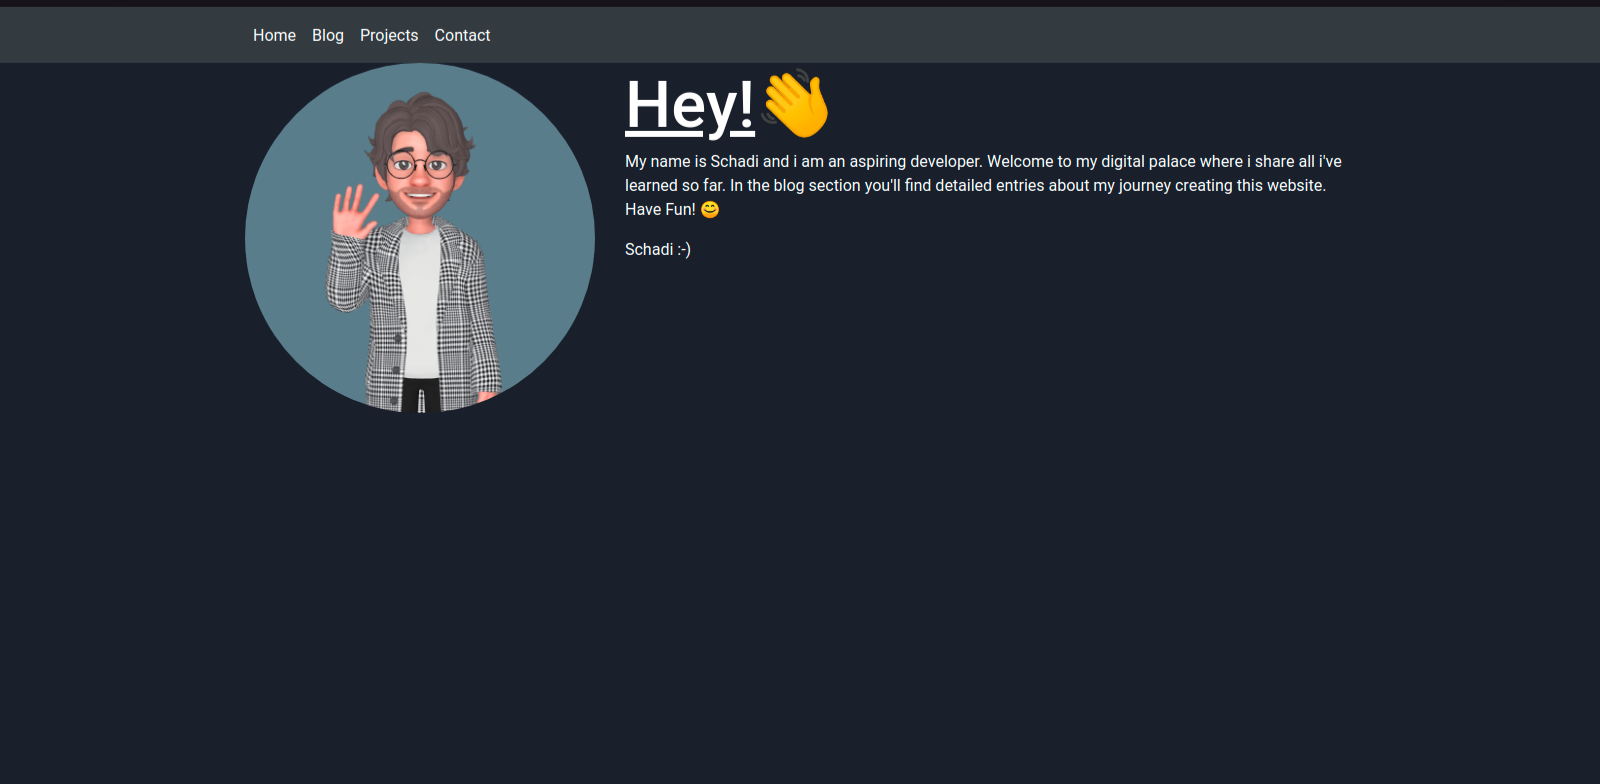 Home Blog Projects Contact
Hey!👋
My name is Schadi and i am an aspiring developer. Welcome to my digital palace where i share all i've
learned so far. In the blog section you'll find detailed entries about my journey creating this website.
Have Fun! 😊
Schadi :-)